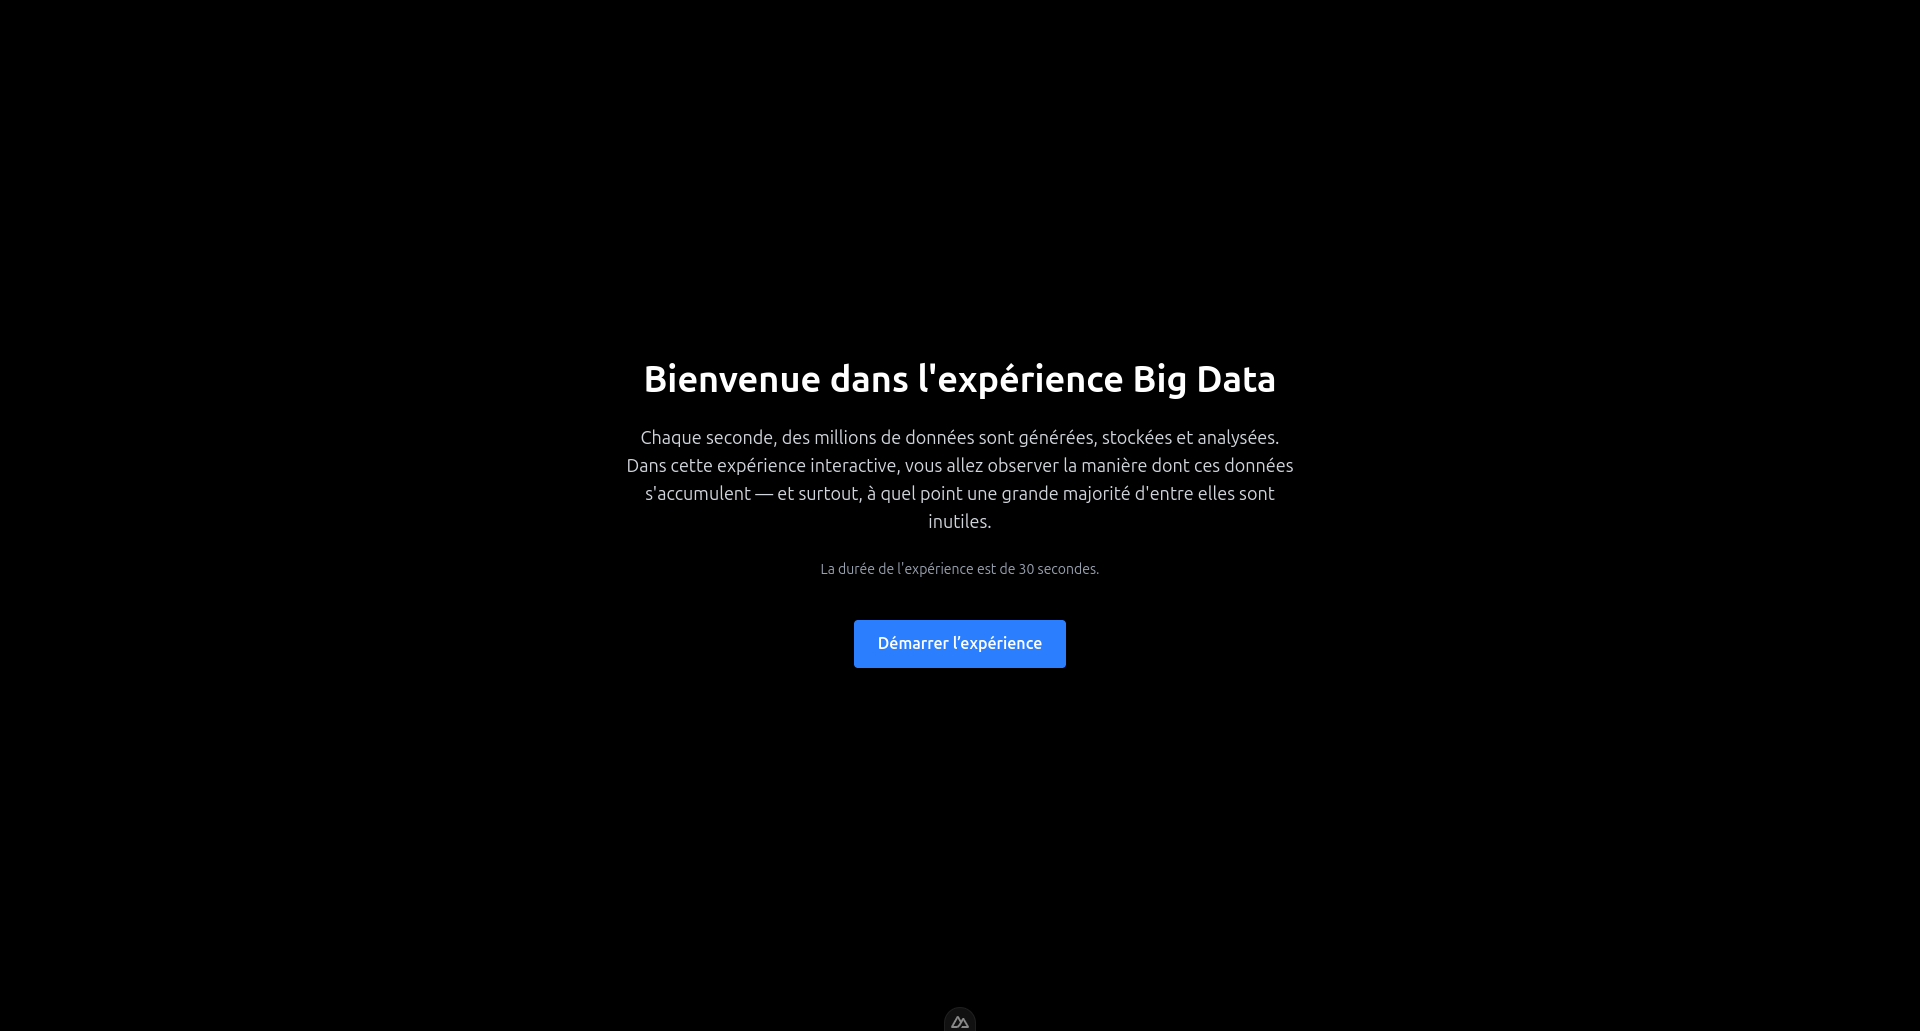 Bienvenue dans l'expérience Big Data
Chaque seconde, des millions de données sont générées, stockées et analysées.
Dans cette expérience interactive, vous allez observer la manière dont ces données
s'accumulent — et surtout, à quel point une grande majorité d'entre elles sont
inutiles.
La durée de l'expérience est de 30 secondes.
Démarrer l’expérience